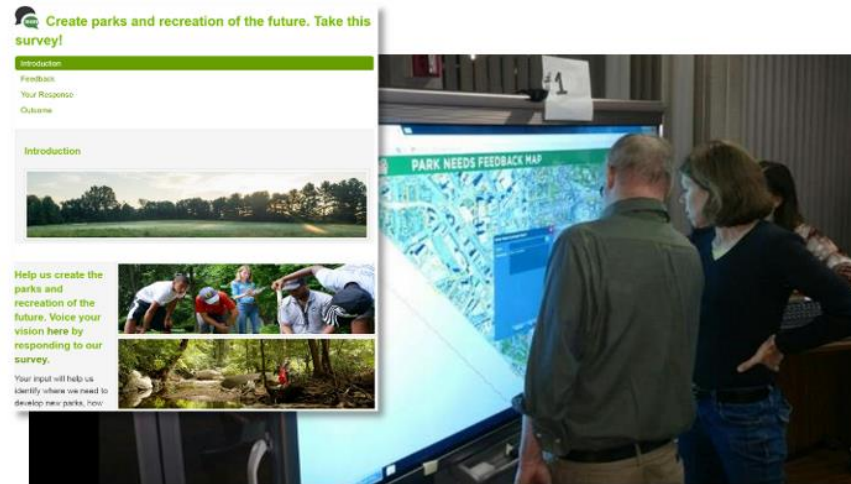 Create parks and recreation of the future. Take this
survey!
Introduction
Feedback
Your Response
Outcome
Introduction
Help us create the
parks and
recreation of the
future. Voice your
vision here by
responding to our
survey.
Your input will help us
identify where we need to
develop new parks, how
#1
PARK NEEDS FEEDBACK MAP